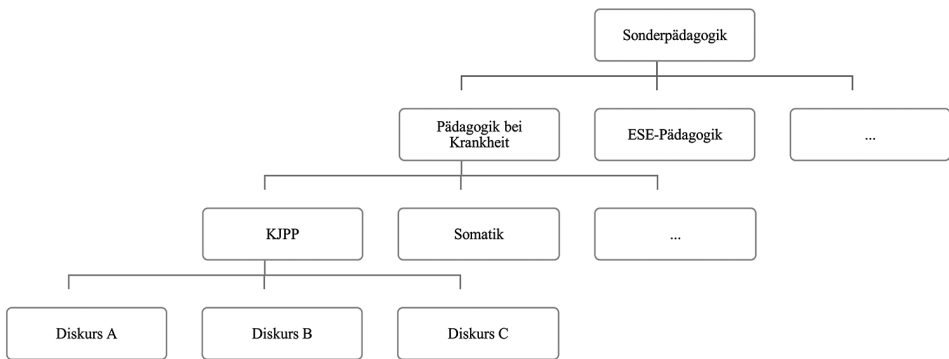 Sonderpädagogik
Pädagogik bei
Krankheit
ESE-Pädagogik
...
KJPP
Somatik
...
Diskurs A
Diskurs B
Diskurs C